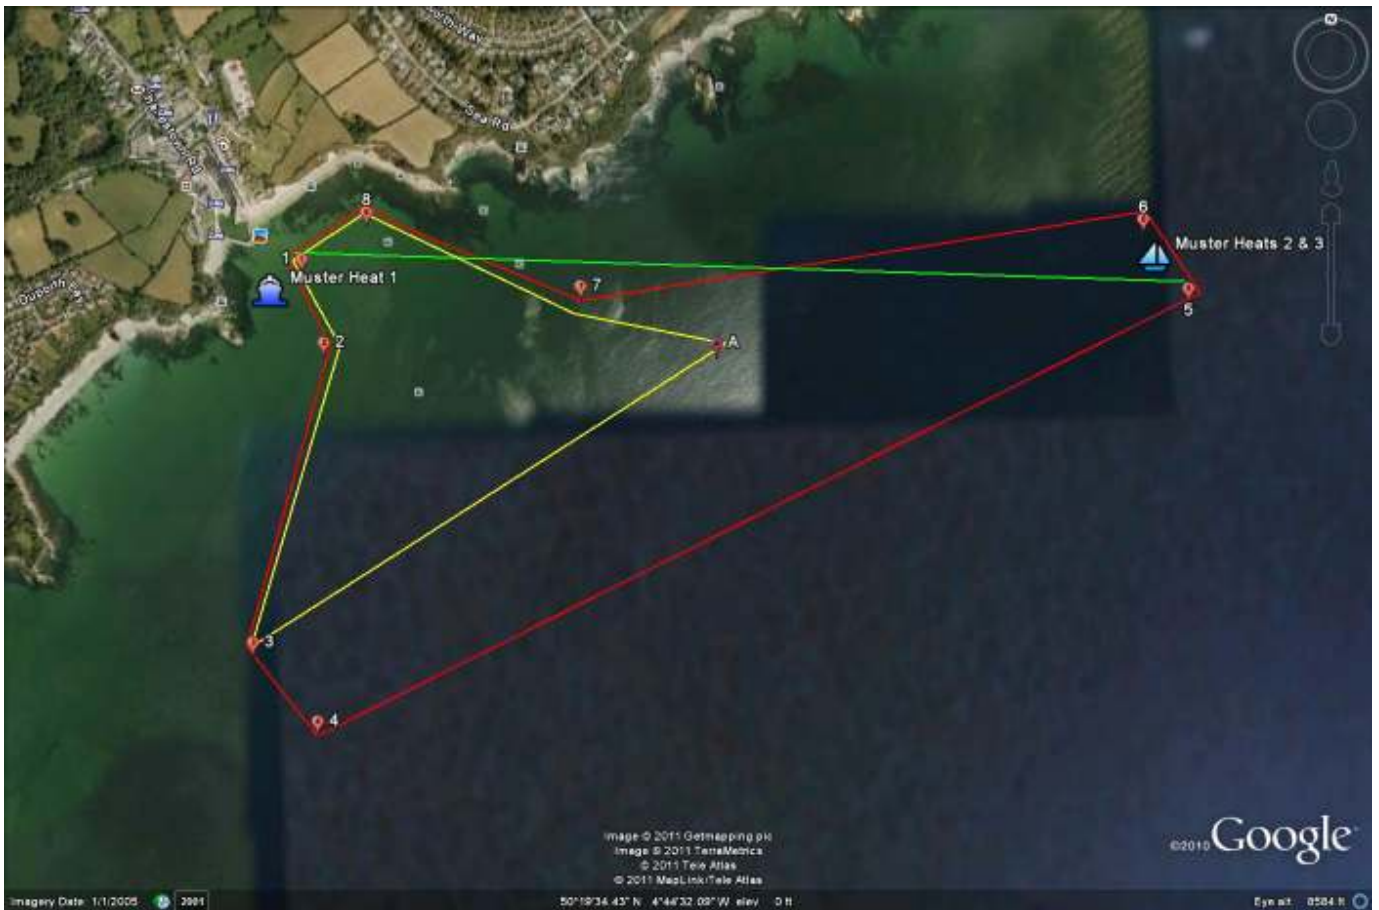 Sea Rd
8
6
Muster Heats 2 & 3
1
Muster Heat 1
7
5
2
A
3
4
Image © 2011 Getmapping plc
Image © 2011 TerraMetrics
© 2011 Tele Atlas
© 2011 MapLink/Tele Atlas
©2010 Google
Imagery Date: 1/1/2005
2001
50°19'34.43" N 4°44'32.09" W elev 0 ft
Eye alt 8584 ft